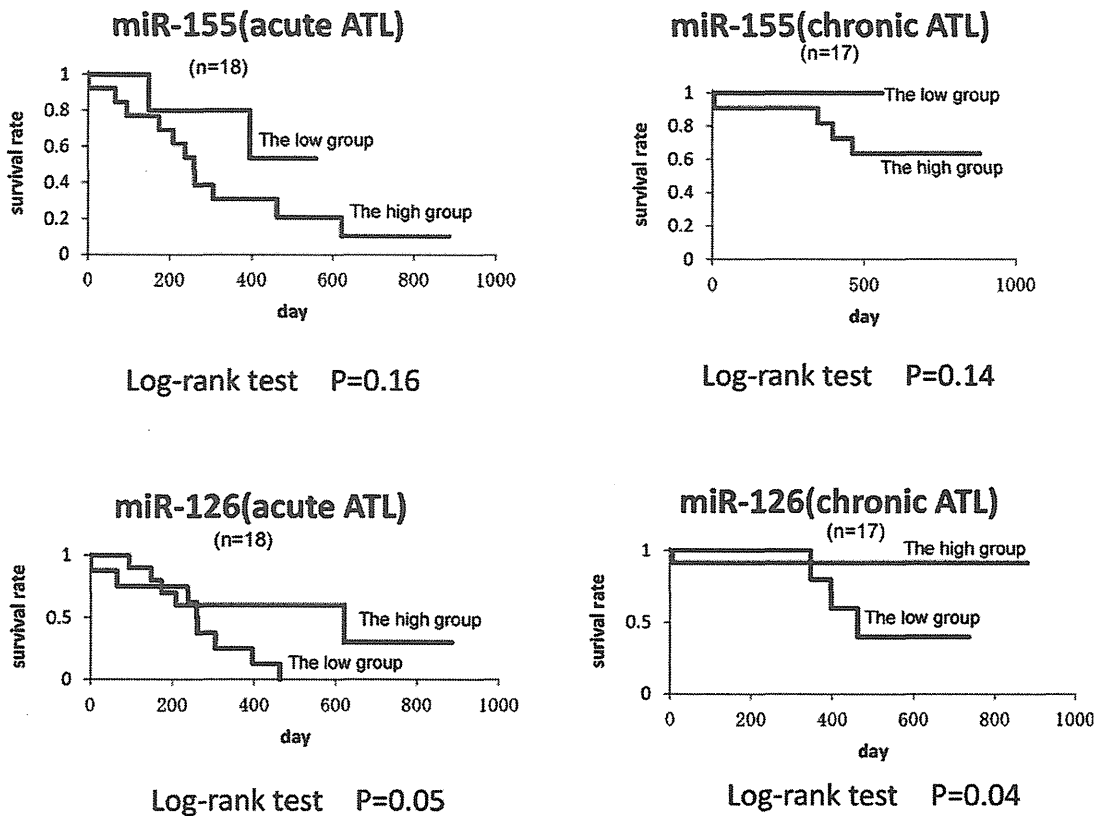 miR-155(acute ATL)
(n=18)
survival rate
1
0.8
0.6
0.4
0.2
0
The low group
The high group
0 200 400 600 800 1000
day
Log-rank test P=0.16
miR-155(chronic ATL)
(n=17)
survival rate
1
0.8
0.6
0.4
0.2
0
The low group
The high group
0 500 1000
day
Log-rank test P=0.14
miR-126(acute ATL)
(n=18)
survival rate
1
0.5
0
The high group
The low group
0 200 400 600 800 1000
day
Log-rank test P=0.05
miR-126(chronic ATL)
(n=17)
surival rate
1
0.5
0
The high group
The low group
0 200 400 600 800 1000
day
Log-rank test P=0.04